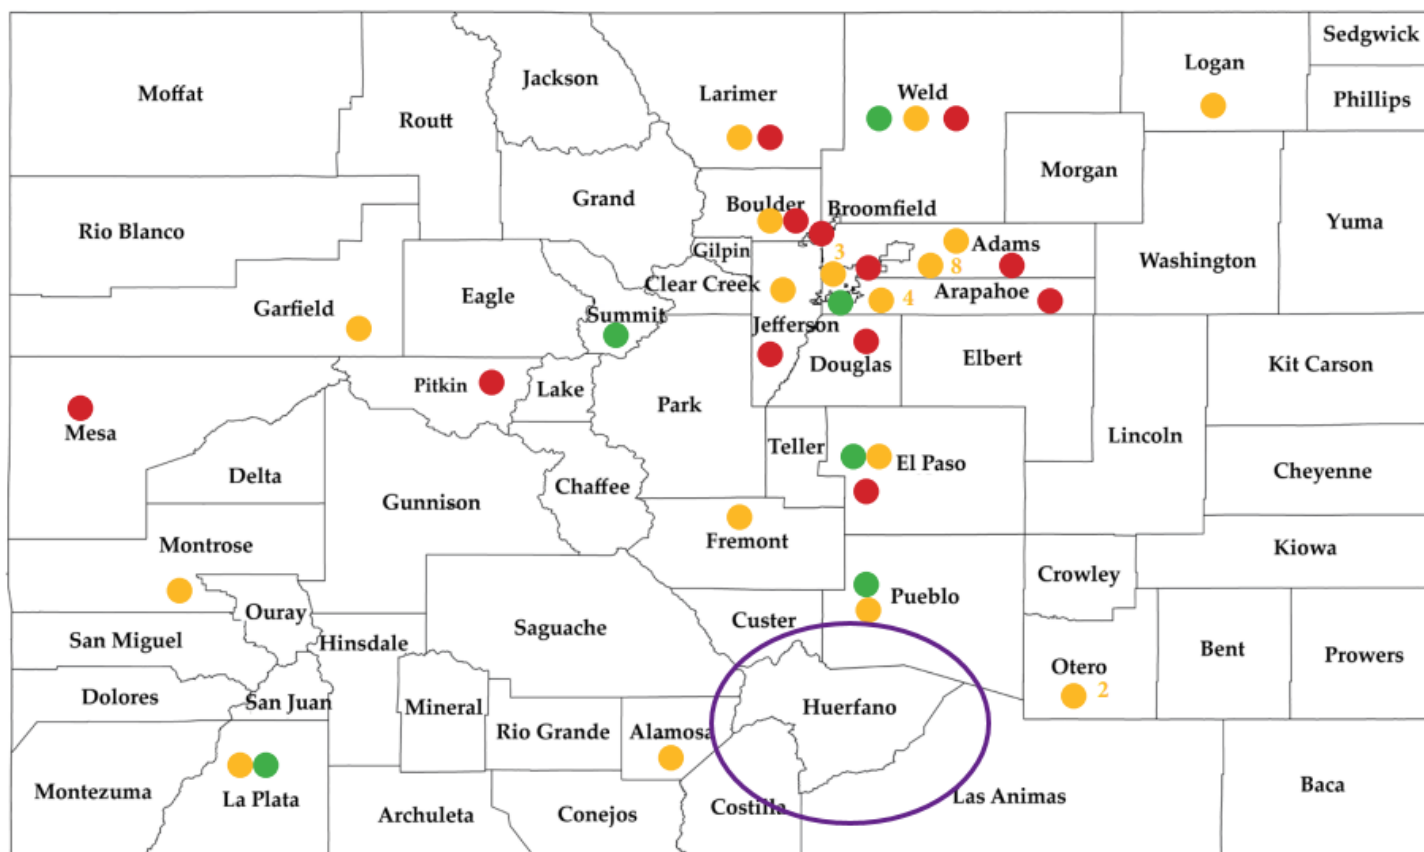 Sedgwick
Logan
Jackson
Moffat
Larimer
Weld
Phillips
Routt
Morgan
Grand
Boulder
Broomfield
Yuma
Rio Blanco
Gilpin
3
Adams
8
Washington
Clear Creek
Eagle
Arapahoe
4
Garfield
Summit
Jefferson
Douglas
Elbert
Kit Carson
Pitkin
Lake
Park
Mesa
Lincoln
Teller
El Paso
Cheyenne
Delta
Chaffee
Gunnison
Montrose
Fremont
Kiowa
Crowley
Pueblo
Ouray
Custer
Saguache
San Miguel
Hinsdale
Bent
Prowers
Otero
2
Dolores
San Juan
Mineral
Huerfano
Rio Grande
Alamosa
Montezuma
La Plata
Las Animas
Baca
Costilla
Archuleta
Conejos